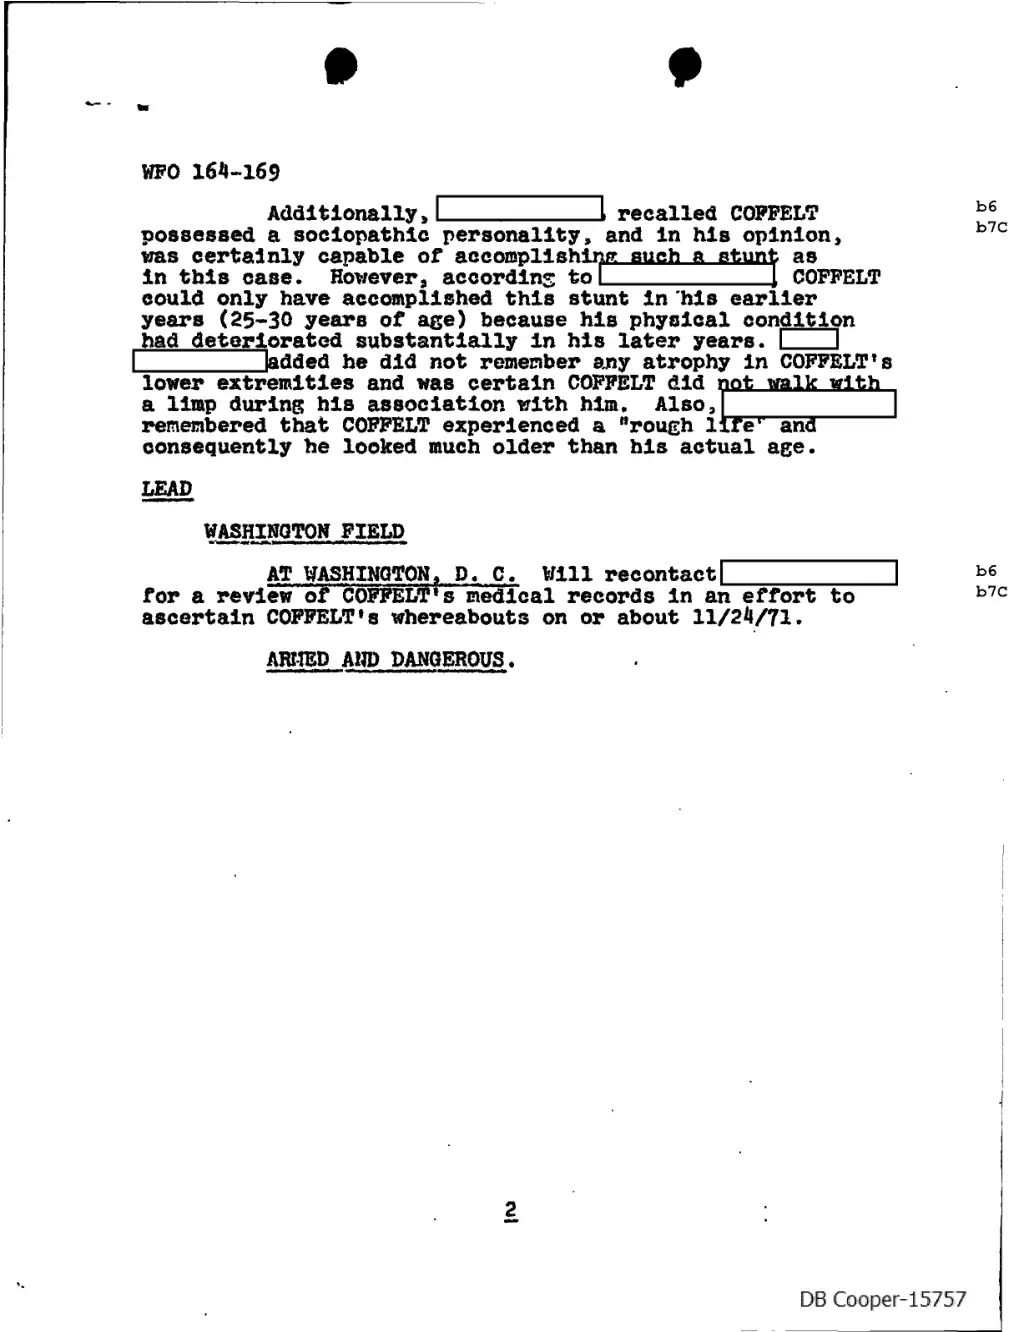 WFO 164-169
Additionally, recalled COFFELT
b6
possessed a sociopathic personality, and in his opinion,
b7C
was certainly capable of accomplishing such a stunt as
in this case. However, according to , COFFELT
could only have accomplished this stunt in his earlier
years (25-30 years of age) because his physical condition
had deteriorated substantially in his later years.
added he did not remember any atrophy in COFFELT's
lower extremities and was certain COFFELT did not walk with
a limp during his association with him. Also,
remembered that COFFELT experienced a "rough life" and
consequently he looked much older than his actual age.
LEAD
WASHINGTON FIELD
AT WASHINGTON, D. C. Will recontact
b6
for a review of COFFELT's medical records in an effort to
b7C
ascertain COFFELT's whereabouts on or about 11/24/71.
ARMED AND DANGEROUS.
2
DB Cooper-15757